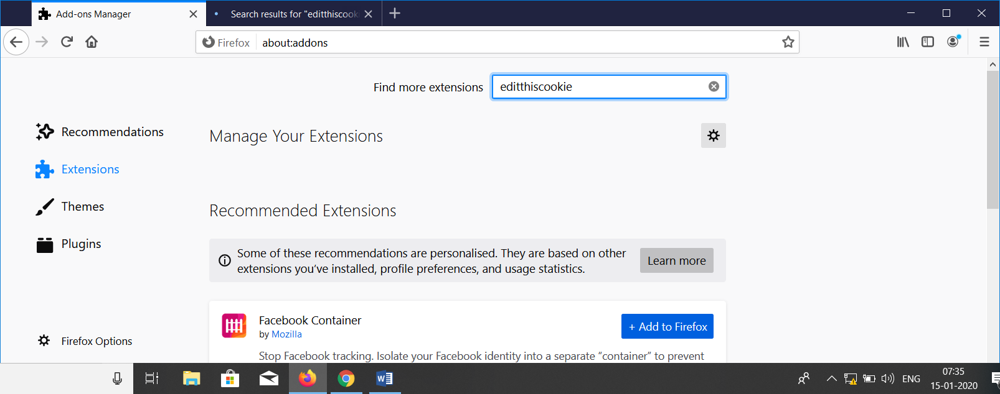 Add-ons Manager
Search results for "editthiscook
Firefox
about:addons
Find more extensions
editthiscookie
Recommendations
Manage Your Extensions
Extensions
Themes
Recommended Extensions
Plugins
Some of these recommendations are personalised. They are based on other
extensions you’ve installed, profile preferences, and usage statistics.
Learn more
Facebook Container
by Mozilla
+ Add to Firefox
Firefox Options
Stop Facebook tracking. Isolate your Facebook identity into a separate “container” to prevent
W
ENG
07:35
15-01-2020